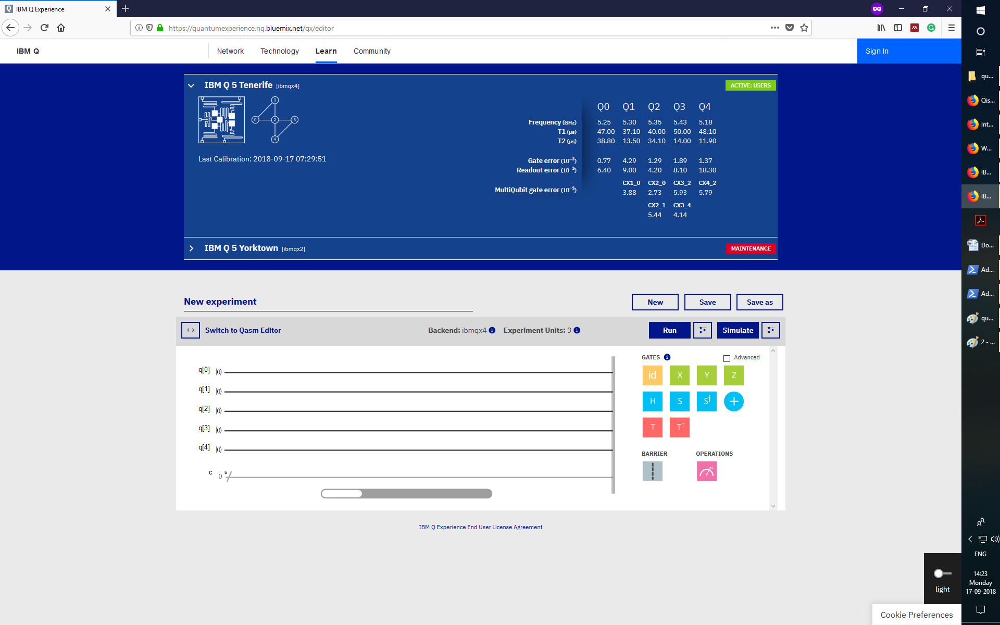 IBM Q Experience
https://quantumexperience.ng.bluemix.net/qx/editor
IBM Q
Network
Technology
Learn
Community
Sign In
IBM Q 5 Tenerife [ibmqx4]
ACTIVE: USERS
1
0
2
3
4
Last Calibration: 2018-09-17 07:29:51
Q0 Q1 Q2 Q3 Q4
Frequency (GHz) 5.25 5.30 5.35 5.43 5.18
T1 (µs) 47.00 37.10 40.00 50.00 48.10
T2 (µs) 38.80 13.50 34.10 14.00 11.90
Gate error (10⁻³) 0.77 4.29 1.29 1.89 1.37
Readout error (10⁻²) 6.40 9.00 4.20 8.10 18.30
CX1_0 CX2_0 CX3_2 CX4_2
MultiQubit gate error (10⁻²) 3.88 2.73 5.93 5.79
CX2_1 CX3_4
5.44 4.14
IBM Q 5 Yorktown [ibmqx2]
MAINTENANCE
New experiment
New
Save
Save as
Switch to Qasm Editor
Backend: ibmqx4
Experiment Units: 3
Run
Simulate
q[0] |0⟩
q[1] |0⟩
q[2] |0⟩
q[3] |0⟩
q[4] |0⟩
c 0 5
GATES
Advanced
id X Y Z
H S S† +
T T†
BARRIER
OPERATIONS
z
IBM Q Experience End User License Agreement
light
Cookie Preferences
qu...
Qis...
Int...
W...
IB...
IB...
Do...
Ad...
Ad...
qu...
2 - ...
ENG
14:23
Monday
17-09-2018